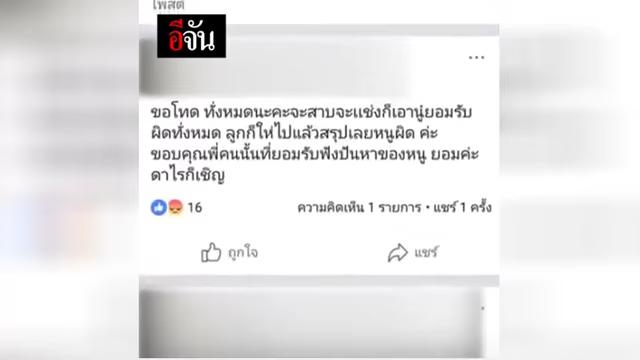 โพสต์
อีจัน
ขอโทด ทั้งหมดนะคะจะสาบจะแช่งก็เอานู่ยอมรับ
ผิดทั้งหมด ลูกก็ให่ไปแล้วสรุปเลยหนูผิด ค่ะ
ขอบคุณพี่คนนั้นที่ยอมรับฟังปันหาของหนู ยอมค่ะ
ดาไรก็เชิญ
16
ความคิดเห็น 1 รายการ • แชร์ 1 ครั้ง
ถูกใจ แชร์